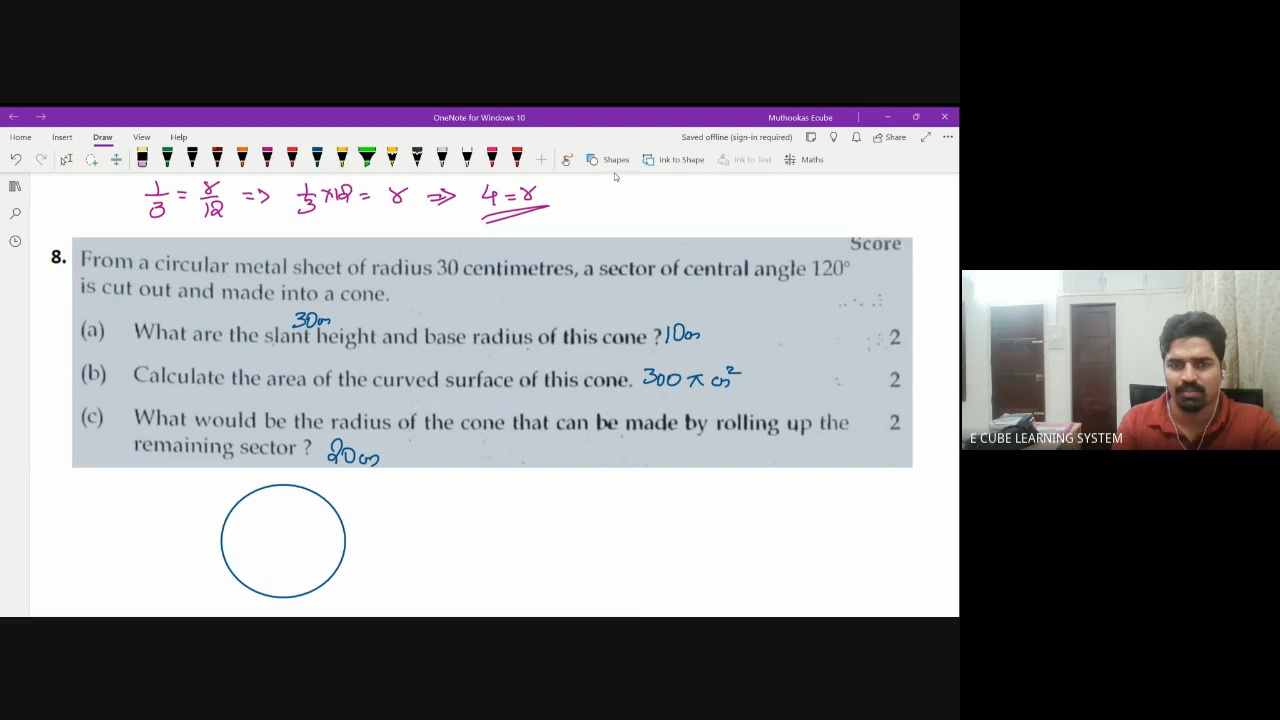 OneNote for Windows 10
Muthookas Ecube
Home Insert Draw View Help
Saved offline (sign-in required)
Share
Shapes
Ink to Shape
Ink to Text
Maths
1/3 = r/12 => 1/3 ×12 = r => 4 = r
Score
8. From a circular metal sheet of radius 30 centimetres, a sector of central angle 120°
is cut out and made into a cone.
30cm
(a) What are the slant height and base radius of this cone ? 10cm 2
(b) Calculate the area of the curved surface of this cone. 300 π cm² 2
(c) What would be the radius of the cone that can be made by rolling up the 2
remaining sector ? 20cm
E CUBE LEARNING SYSTEM